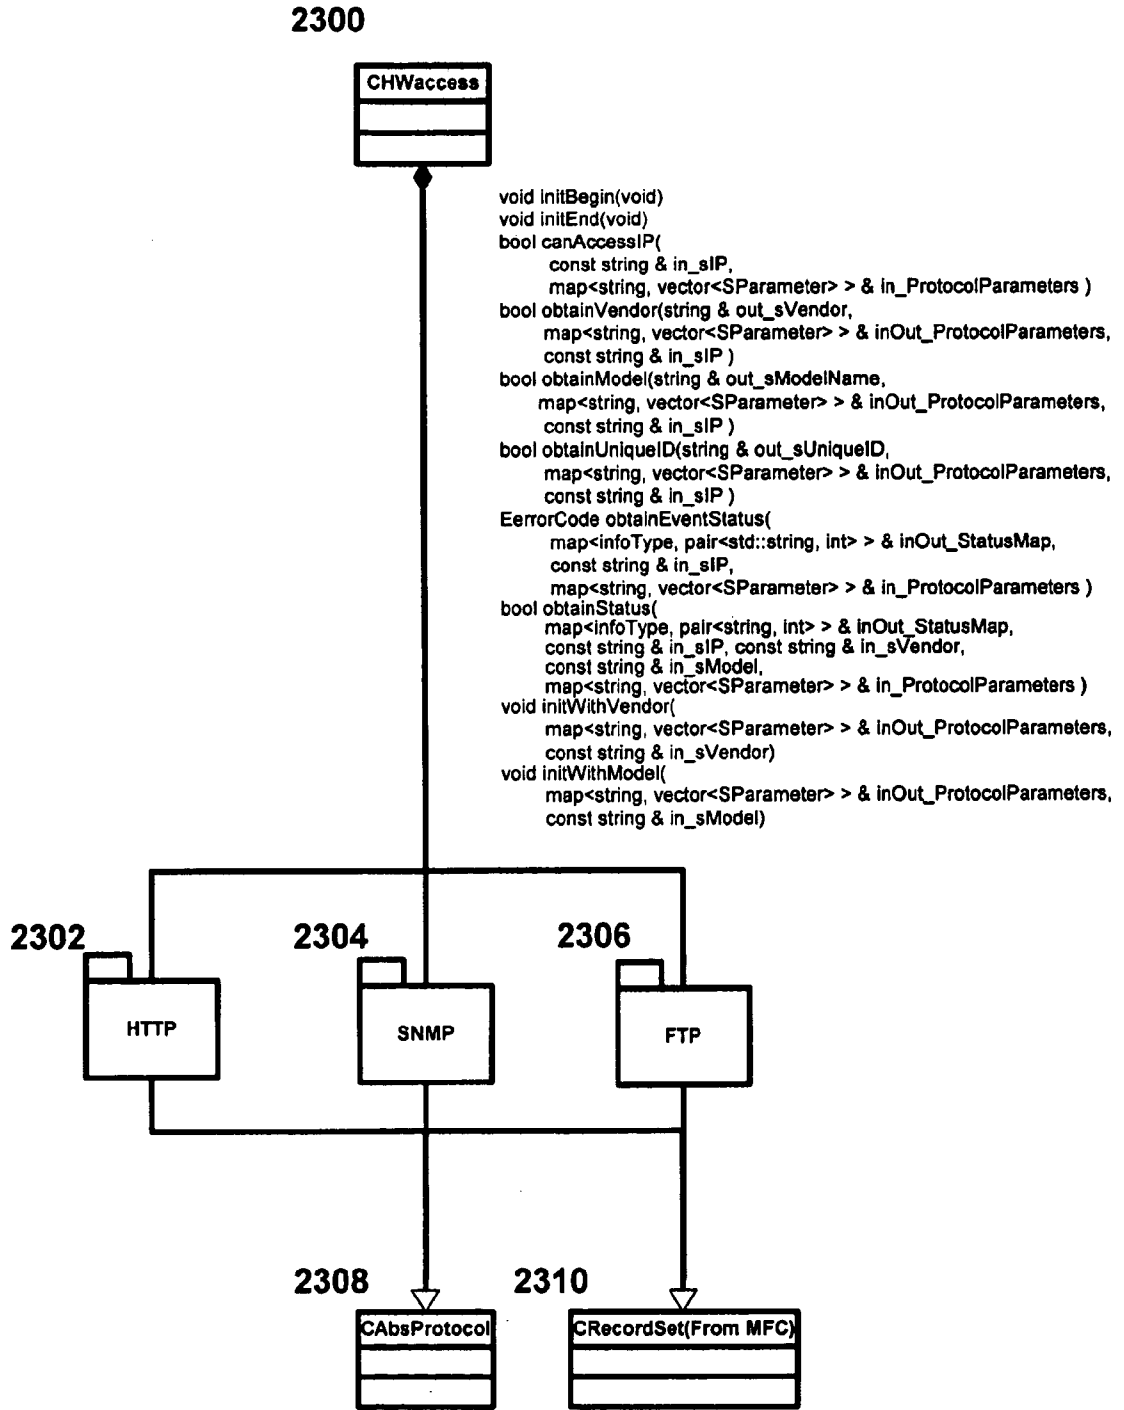 2300
CHWaccess
void initBegin(void)
void initEnd(void)
bool canAccessIP(
const string & in_sIP,
map<string, vector<SParameter> > & in_ProtocolParameters )
bool obtainVendor(string & out_sVendor,
map<string, vector<SParameter> > & inOut_ProtocolParameters,
const string & in_sIP )
bool obtainModel(string & out_sModelName,
map<string, vector<SParameter> > & inOut_ProtocolParameters,
const string & in_sIP )
bool obtainUniqueID(string & out_sUniqueID,
map<string, vector<SParameter> > & inOut_ProtocolParameters,
const string & in_sIP )
EerrorCode obtainEventStatus(
map<infoType, pair<std::string, int> > & inOut_StatusMap,
const string & in_sIP,
map<string, vector<SParameter> > & in_ProtocolParameters )
bool obtainStatus(
map<infoType, pair<string, int> > & inOut_StatusMap,
const string & in_sIP, const string & in_sVendor,
const string & in_sModel,
map<string, vector<SParameter> > & in_ProtocolParameters )
void initWithVendor(
map<string, vector<SParameter> > & inOut_ProtocolParameters,
const string & in_sVendor)
void initWithModel(
map<string, vector<SParameter> > & inOut_ProtocolParameters,
const string & in_sModel)
2302
2304
2306
HTTP
SNMP
FTP
2308
2310
CAbsProtocol
CRecordSet(From MFC)